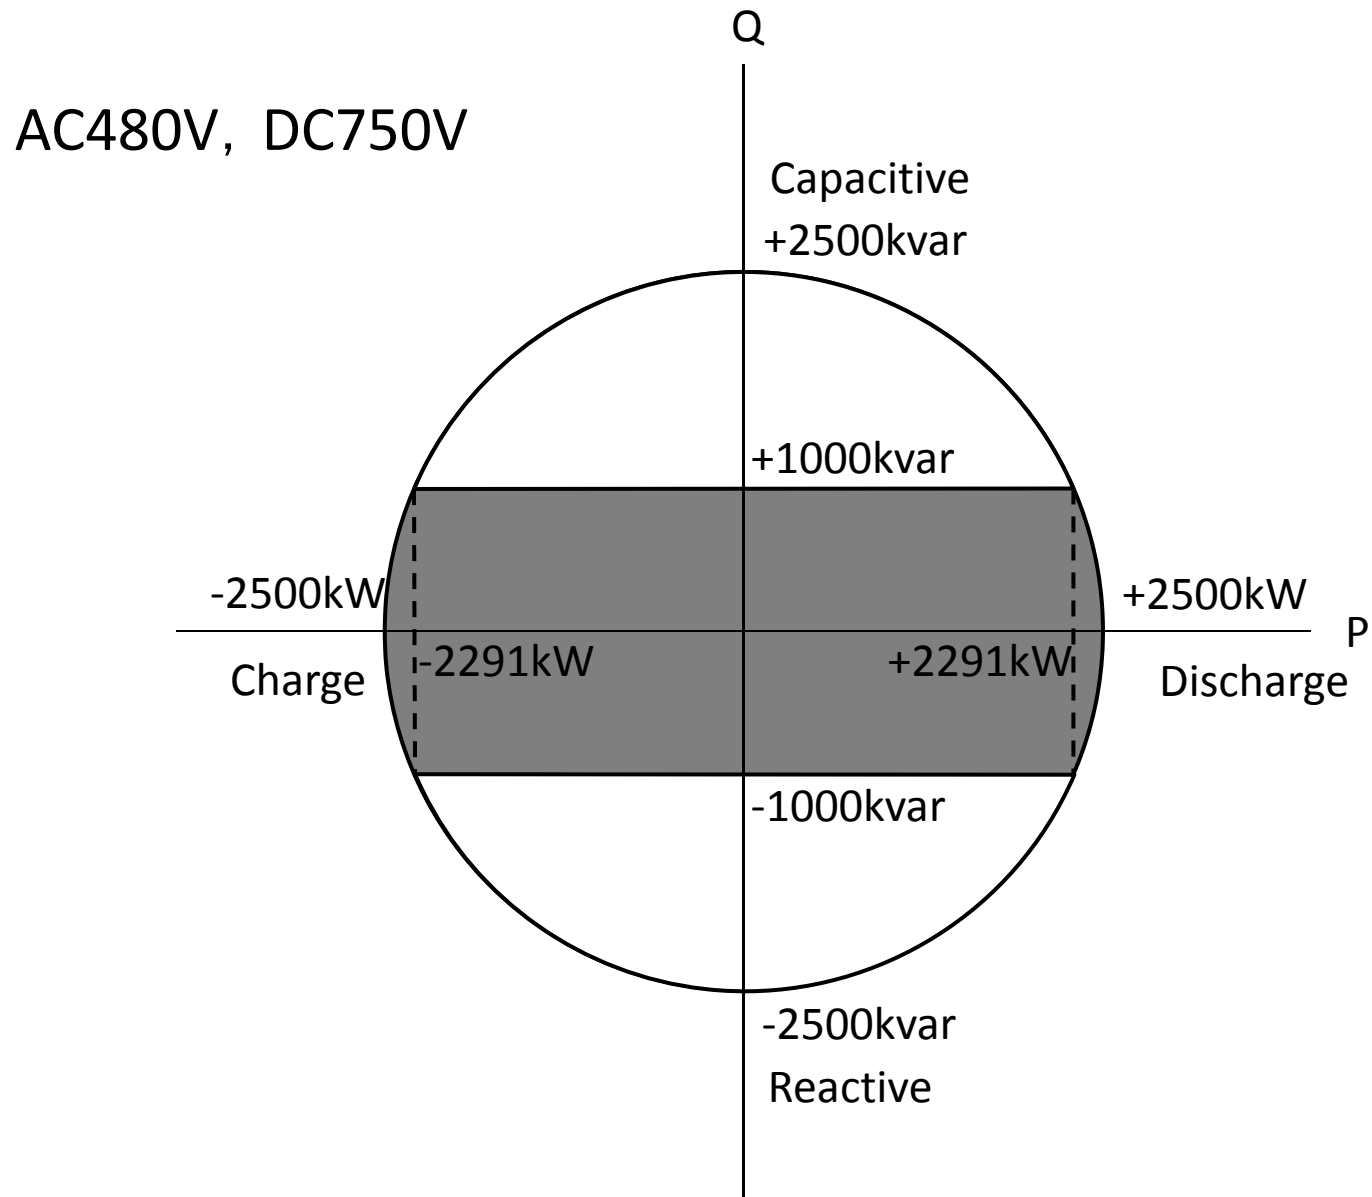 Q
AC480V, DC750V
Capacitive
+2500kvar
+1000kvar
-2500kW
+2500kW
P
-2291kW
+2291kW
Charge
Discharge
-1000kvar
-2500kvar
Reactive